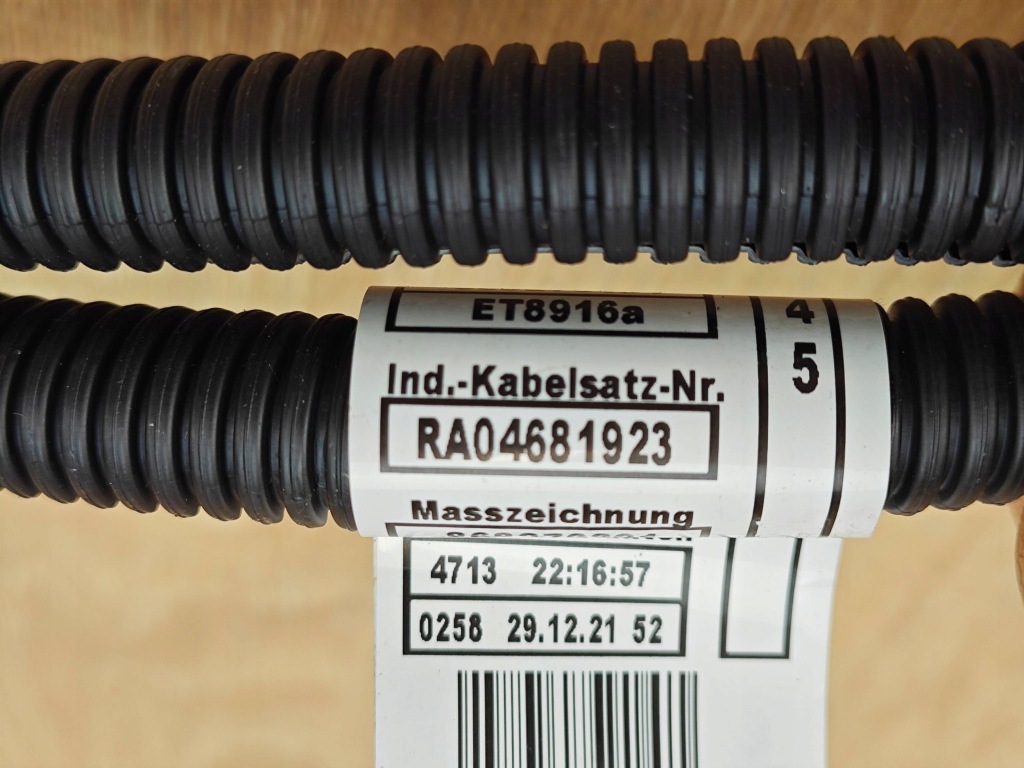 ET8916a
4
5
Ind.-Kabelsatz-Nr.
RA04681923
Masszeichnung
4713 22:16:57
0258 29.12.21 52